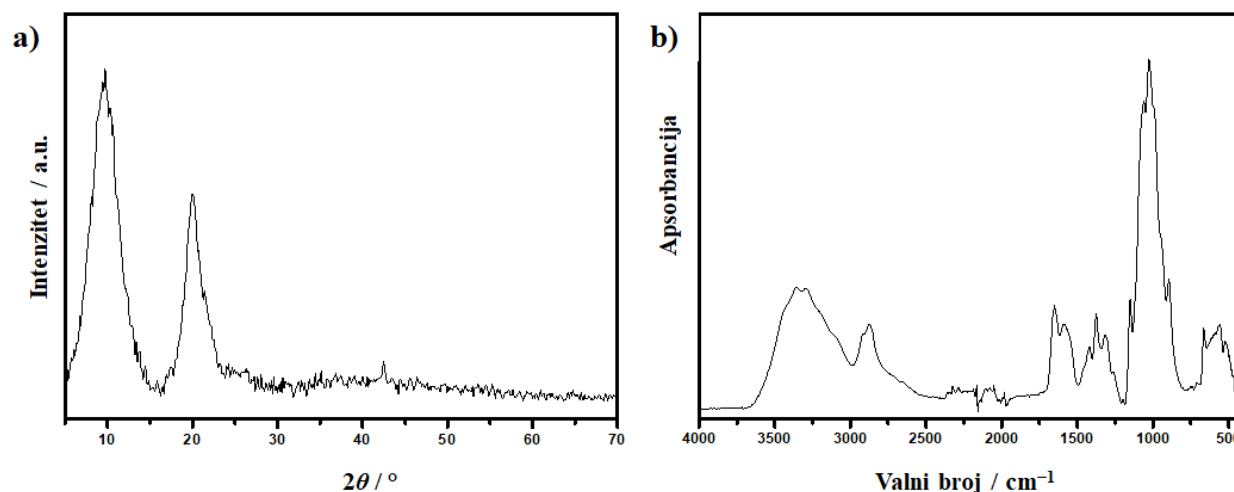 a)
Intenzitet / a.u.
10 20 30 40 50 60 70
2θ / °
b)
Apsorbancija
4000 3500 3000 2500 2000 1500 1000 500
Valni broj / cm⁻¹